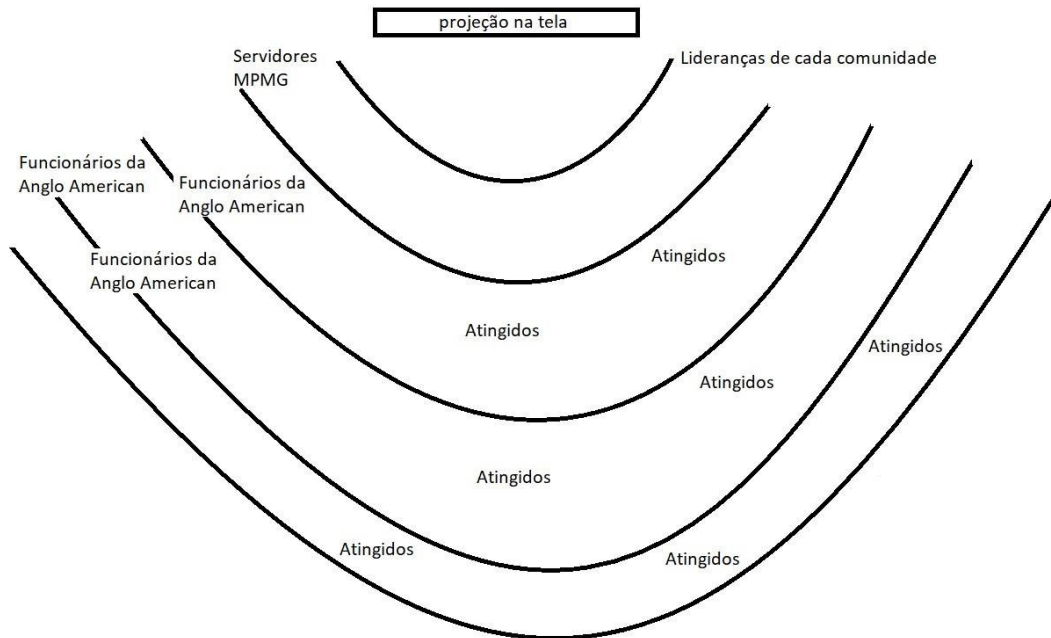 projeção na tela
Servidores
MPMG
Lideranças de cada comunidade
Funcionários da
Anglo American
Funcionários da
Anglo American
Funcionários da
Anglo American
Atingidos
Atingidos
Atingidos
Atingidos
Atingidos
Atingidos
Atingidos